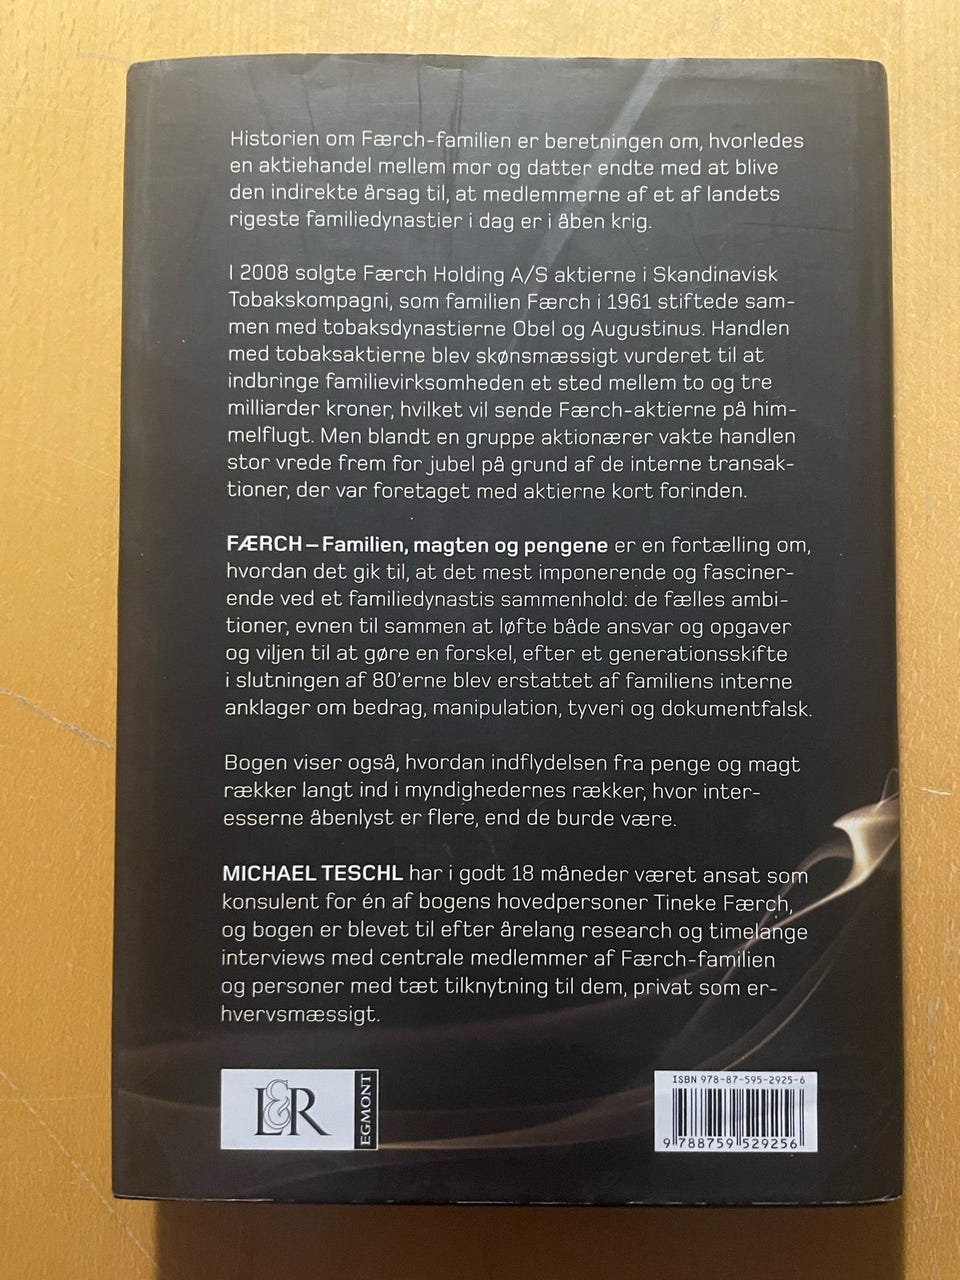 Historien om Færch-familien er beretningen om, hvorledes
en aktiehandel mellem mor og datter endte med at blive
den indirekte årsag til, at medlemmerne af et af landets
rigeste familiedynastier i dag er i åben krig.
I 2008 solgte Færch Holding A/S aktierne i Skandinavisk
Tobakskompagni, som familien Færch i 1961 stiftede sam-
men med tobaksdynastierne Obel og Augustinus. Handlen
med tobaksaktierne blev skønsmæssigt vurderet til at
indbringe familievirksomheden et sted mellem to og tre
milliarder kroner, hvilket vil sende Færch-aktierne på him-
melflugt. Men blandt en gruppe aktionærer vakte handlen
stor vrede frem for jubel på grund af de interne transak-
tioner, der var foretaget med aktierne kort forinden.
FÆRCH – Familien, magten og pengene er en fortælling om,
hvordan det gik til, at det mest imponerende og fasciner-
ende ved et familiedynastis sammenhold: de fælles ambi-
tioner, evnen til sammen at løfte både ansvar og opgaver
og viljen til at gøre en forskel, efter et generationsskifte
i slutningen af 80'erne blev erstattet af familiens interne
anklager om bedrag, manipulation, tyveri og dokumentfalsk.
Bogen viser også, hvordan indflydelsen fra penge og magt
rækker langt ind i myndighedernes rækker, hvor inter-
esserne åbenlyst er flere, end de burde være.
MICHAEL TESCHL har i godt 18 måneder været ansat som
konsulent for én af bogens hovedpersoner Tineke Færch,
og bogen er blevet til efter årelang research og timelange
interviews med centrale medlemmer af Færch-familien
og personer med tæt tilknytning til dem, privat som er-
hvervsmæssigt.
L&R
EGMONT
ISBN 978-87-595-2925-6
9 788759 529256